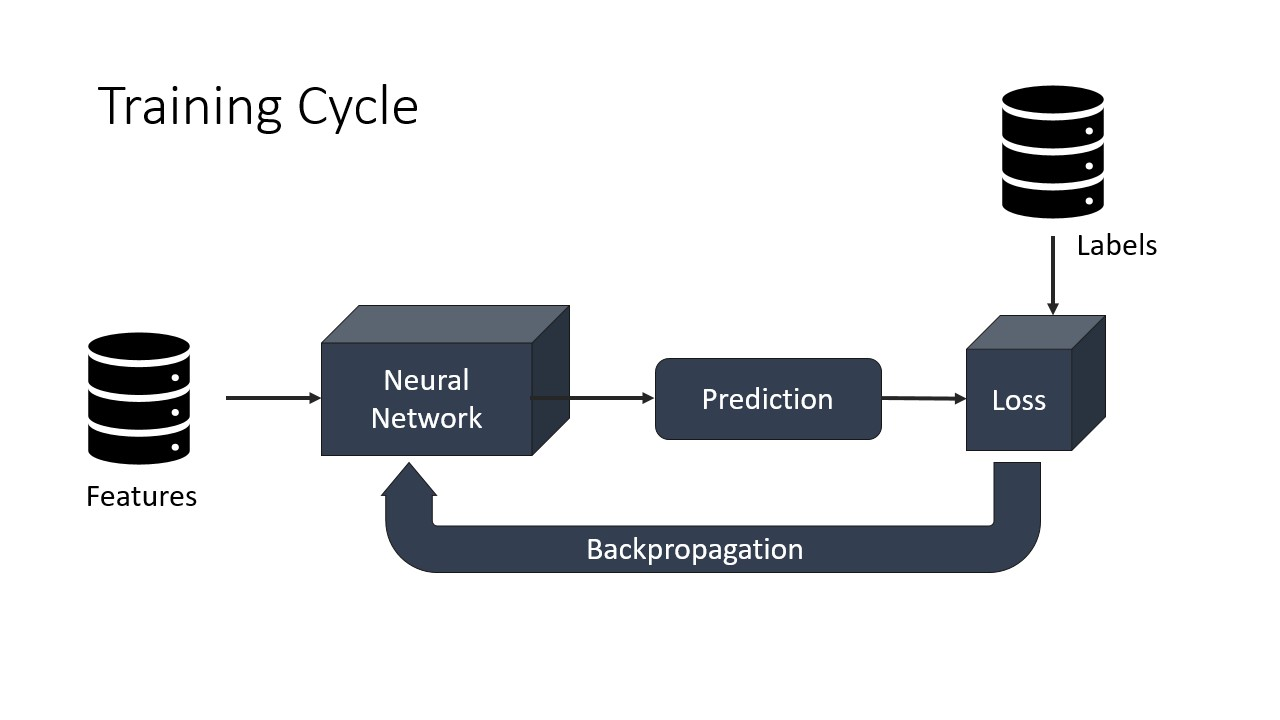 Training Cycle
Labels
Neural
Network
Prediction
Loss
Features
Backpropagation